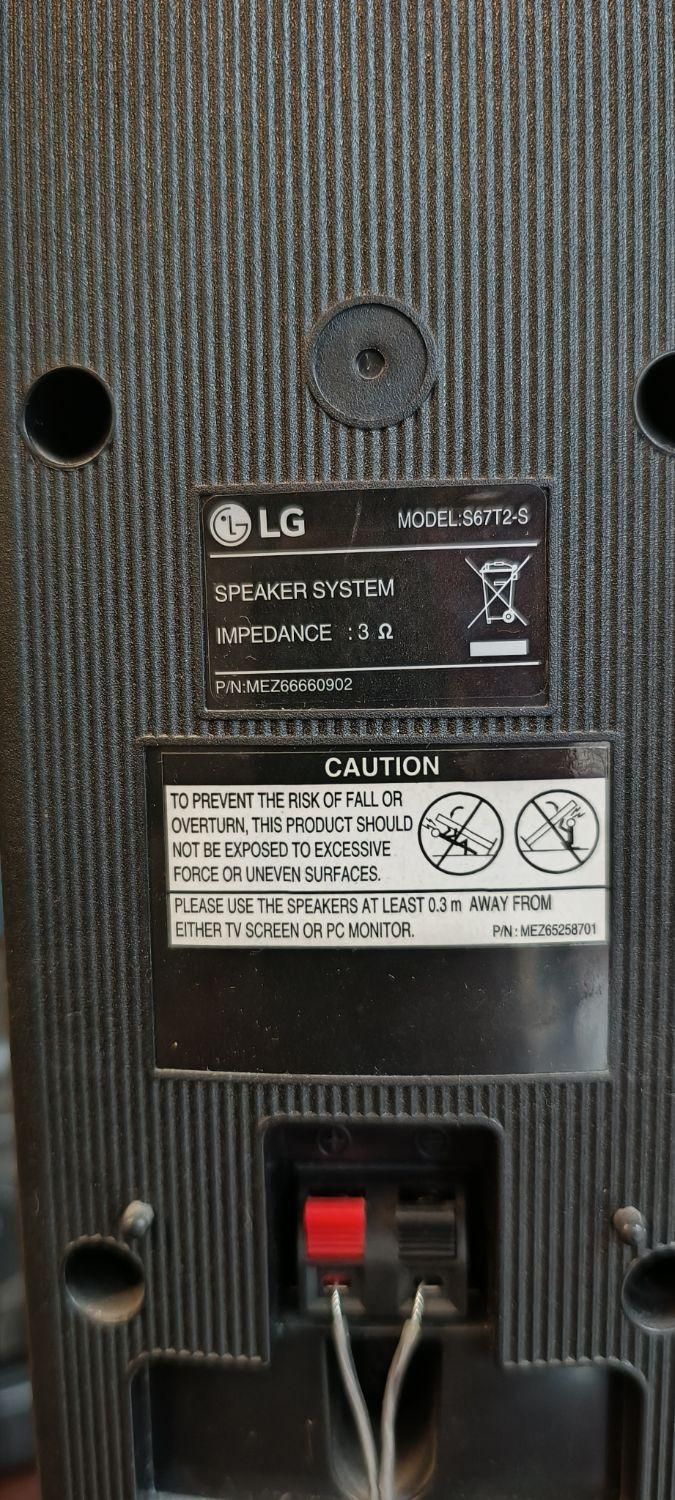 LG MODEL:S67T2-S
SPEAKER SYSTEM
IMPEDANCE : 3 Ω
P/N:MEZ66660902
CAUTION
TO PREVENT THE RISK OF FALL OR
OVERTURN, THIS PRODUCT SHOULD
NOT BE EXPOSED TO EXCESSIVE
FORCE OR UNEVEN SURFACES.
PLEASE USE THE SPEAKERS AT LEAST 0.3 m AWAY FROM
EITHER TV SCREEN OR PC MONITOR. P/N : MEZ65258701
+ −